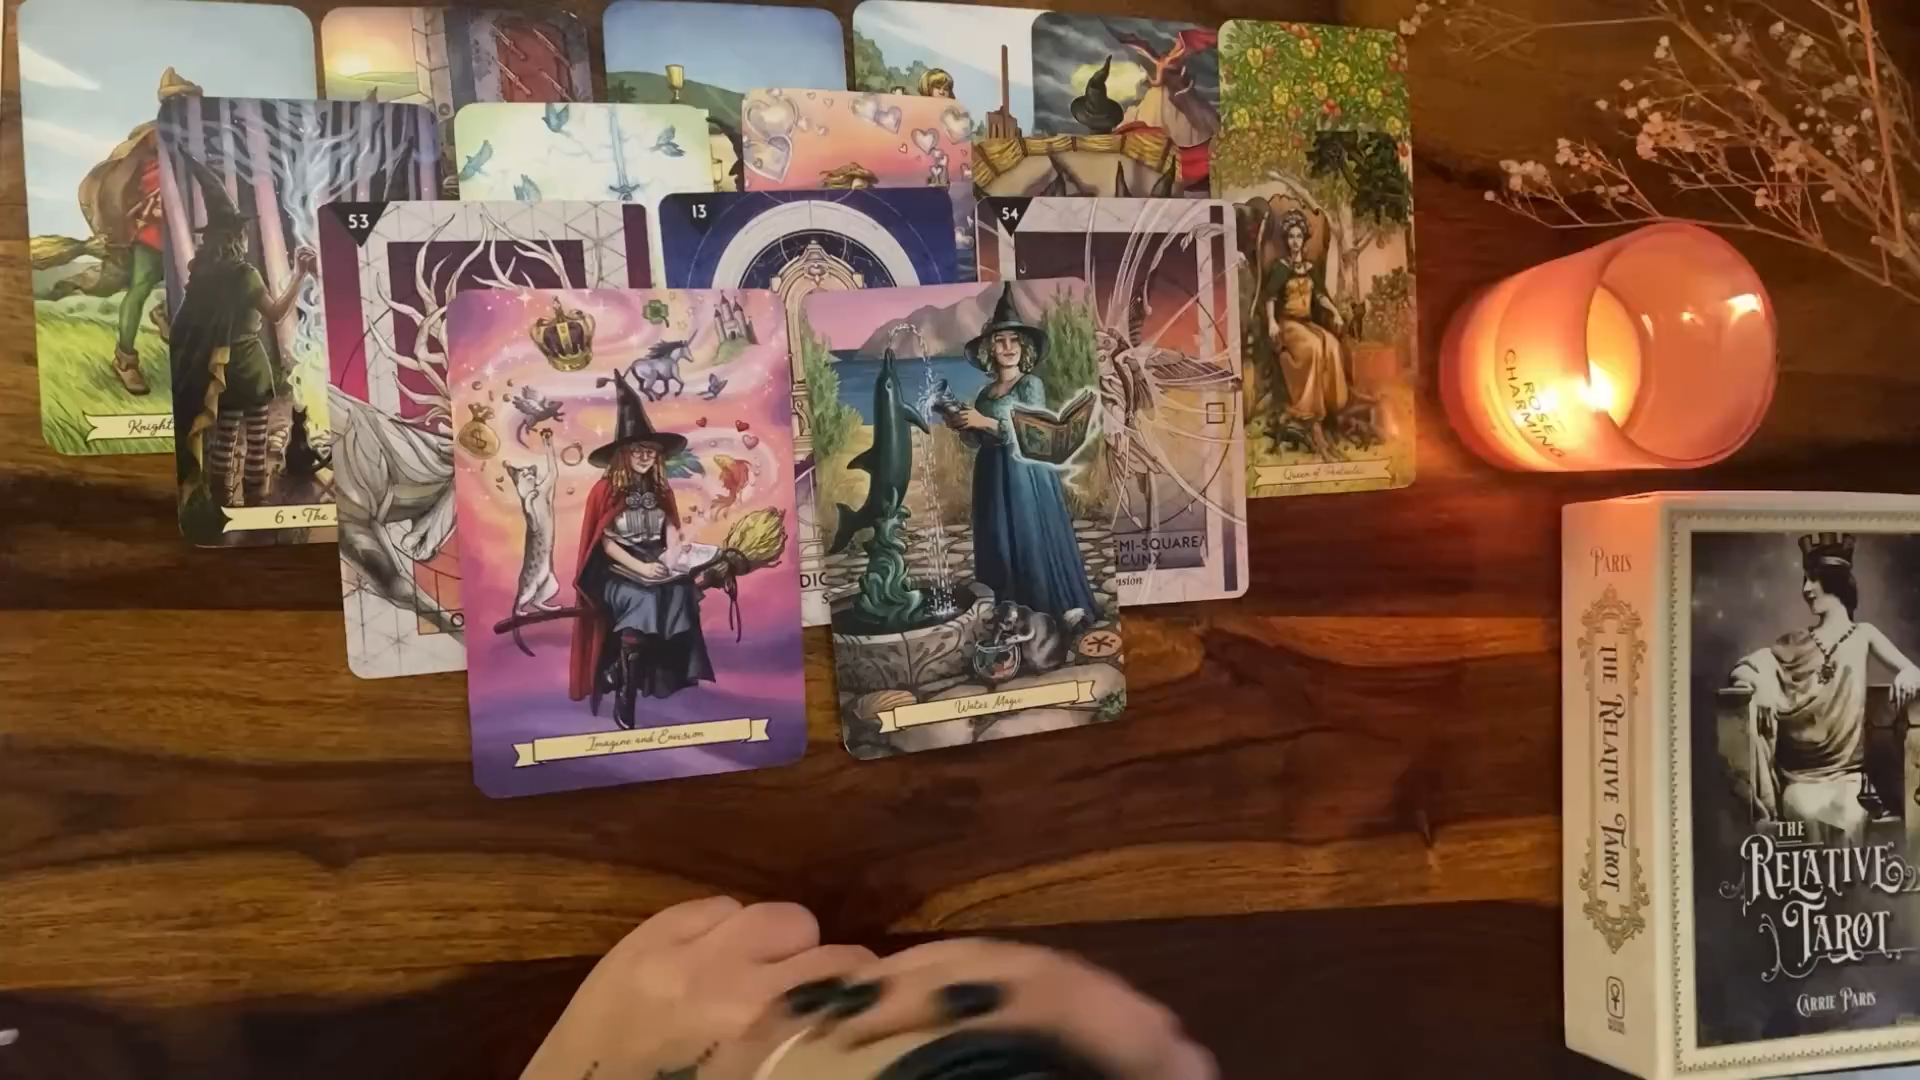 Knight
6 • The
53
13
54
Queen of Pentacles
EMI-SQUARE/
Imagine and Envision
Water Magic
ROSE
CHARMING
PARIS
THE RELATIVE TAROT
THE
RELATIVE
TAROT
CARRIE PARIS